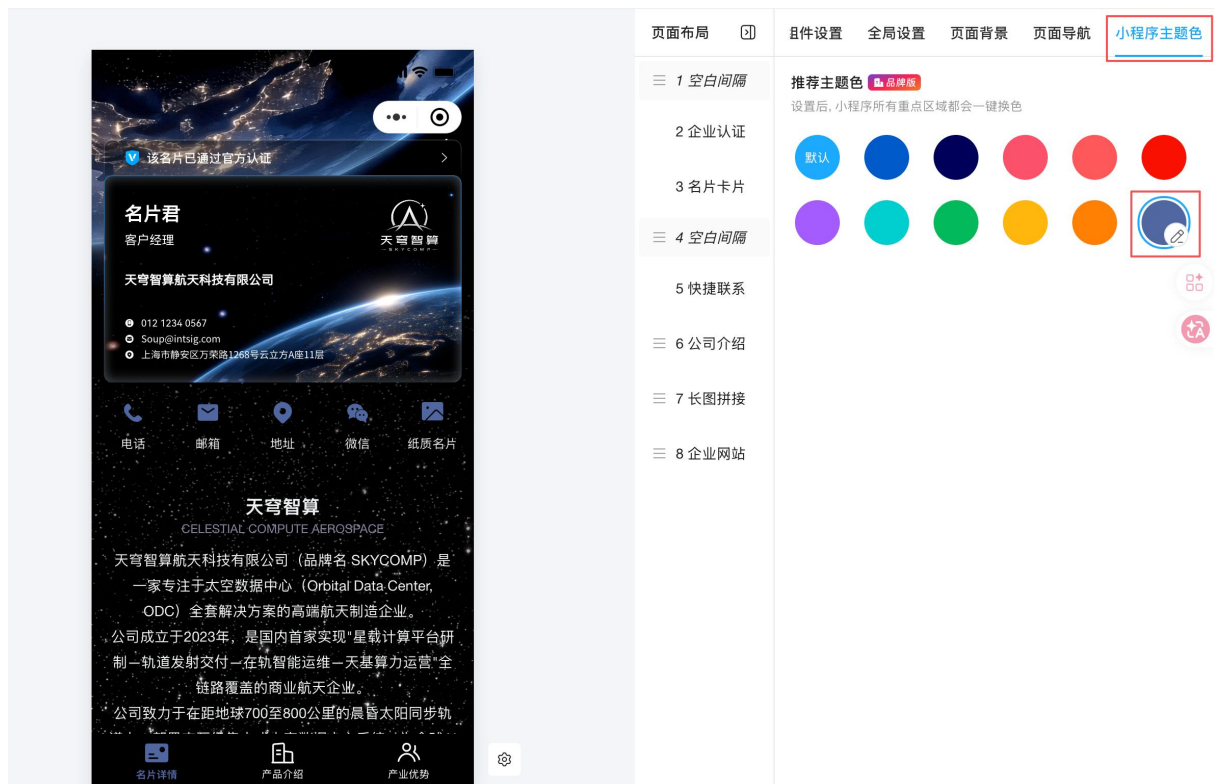 页面布局
组件设置 全局设置 页面背景 页面导航 小程序主题色
1 空白间隔
2 企业认证
3 名片卡片
4 空白间隔
5 快捷联系
6 公司介绍
7 长图拼接
8 企业网站
推荐主题色 品牌版
设置后, 小程序所有重点区域都会一键换色
默认
该名片已通过官方认证
名片君
客户经理
天穹智算
SKYCOMP
天穹智算航天科技有限公司
012 1234 0567
Soup@intsig.com
上海市静安区万荣路1268号云立方A座11层
电话 邮箱 地址 微信 纸质名片
天穹智算
CELESTIAL COMPUTE AEROSPACE
天穹智算航天科技有限公司（品牌名 SKYCOMP）是
一家专注于太空数据中心（Orbital Data Center,
ODC）全套解决方案的高端航天制造企业。
公司成立于2023年，是国内首家实现"星载计算平台研
制—轨道发射交付—在轨智能运维—天基算力运营"全
链路覆盖的商业航天企业。
公司致力于在距地球700至800公里的晨昏太阳同步轨
名片详情 产品介绍 产业优势